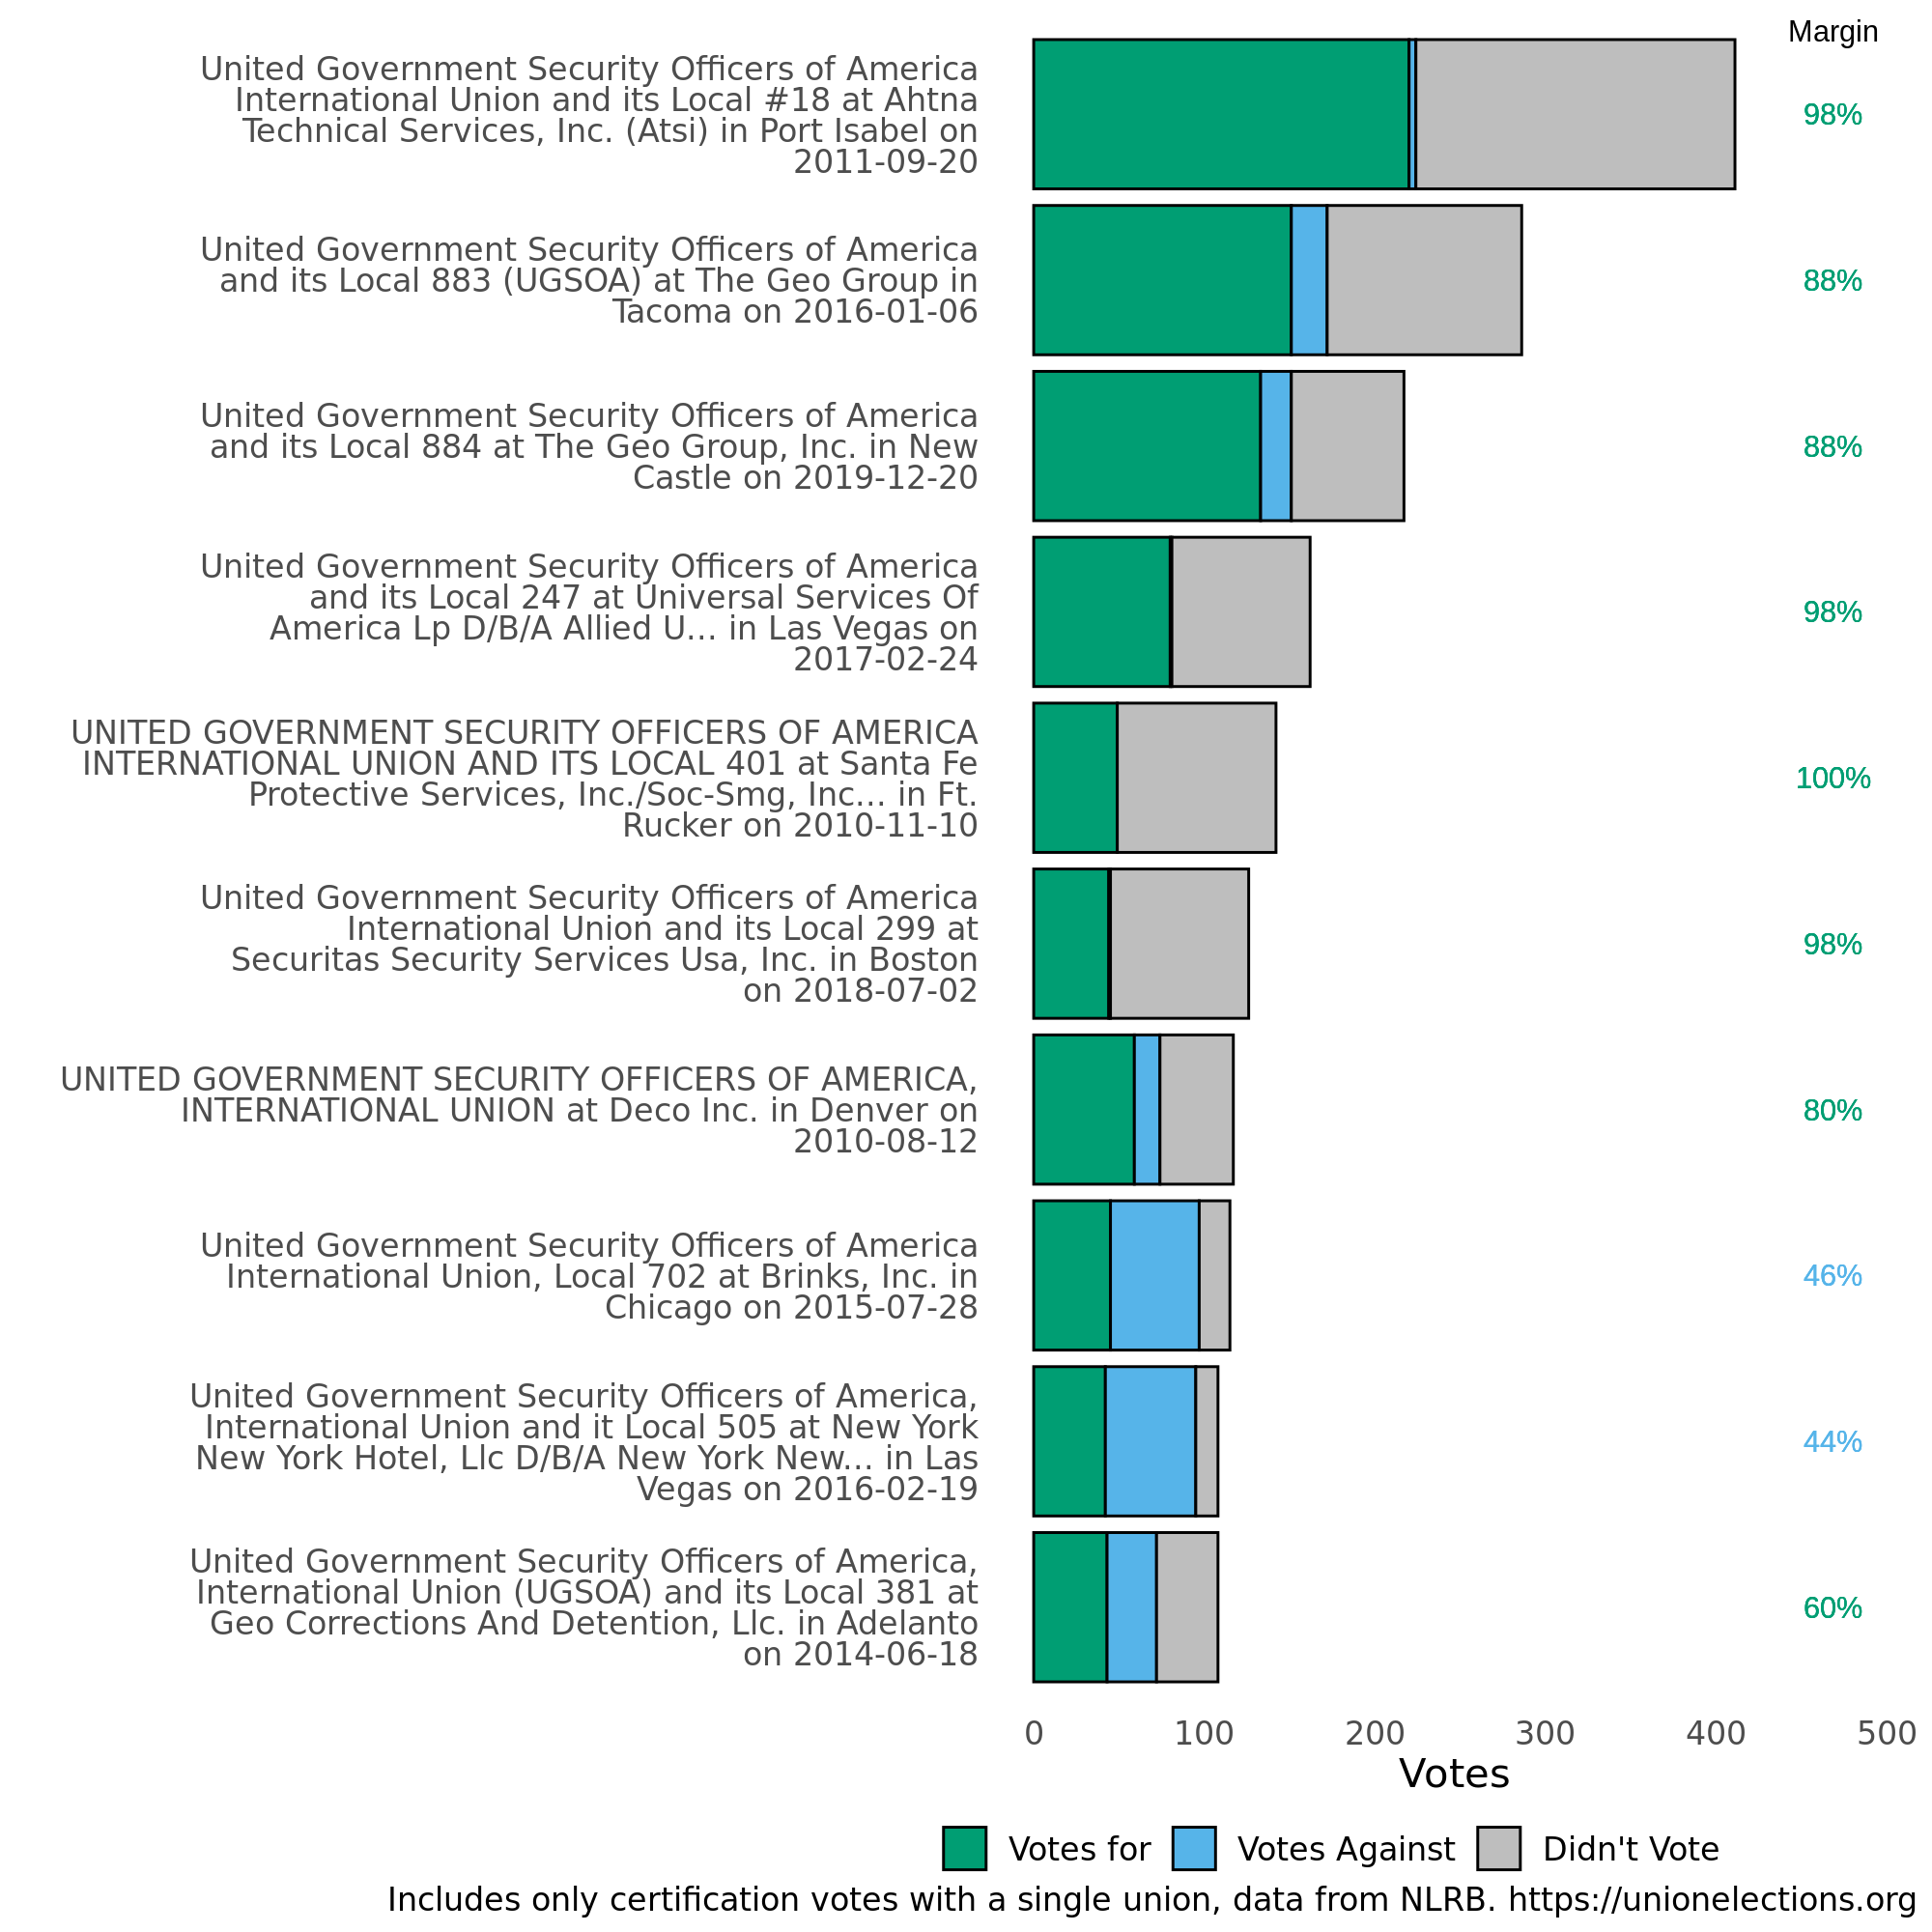 Margin
United Government Security Officers of America
International Union and its Local #18 at Ahtna
Technical Services, Inc. (Atsi) in Port Isabel on
2011-09-20
98%
United Government Security Officers of America
and its Local 883 (UGSOA) at The Geo Group in
Tacoma on 2016-01-06
88%
United Government Security Officers of America
and its Local 884 at The Geo Group, Inc. in New
Castle on 2019-12-20
88%
United Government Security Officers of America
and its Local 247 at Universal Services Of
America Lp D/B/A Allied U... in Las Vegas on
2017-02-24
98%
UNITED GOVERNMENT SECURITY OFFICERS OF AMERICA
INTERNATIONAL UNION AND ITS LOCAL 401 at Santa Fe
Protective Services, Inc./Soc-Smg, Inc... in Ft.
Rucker on 2010-11-10
100%
United Government Security Officers of America
International Union and its Local 299 at
Securitas Security Services Usa, Inc. in Boston
on 2018-07-02
98%
UNITED GOVERNMENT SECURITY OFFICERS OF AMERICA,
INTERNATIONAL UNION at Deco Inc. in Denver on
2010-08-12
80%
United Government Security Officers of America
International Union, Local 702 at Brinks, Inc. in
Chicago on 2015-07-28
46%
United Government Security Officers of America,
International Union and it Local 505 at New York
New York Hotel, Llc D/B/A New York New... in Las
Vegas on 2016-02-19
44%
United Government Security Officers of America,
International Union (UGSOA) and its Local 381 at
Geo Corrections And Detention, Llc. in Adelanto
on 2014-06-18
60%
0 100 200 300 400 500
Votes
Votes for Votes Against Didn't Vote
Includes only certification votes with a single union, data from NLRB. https://unionelections.org